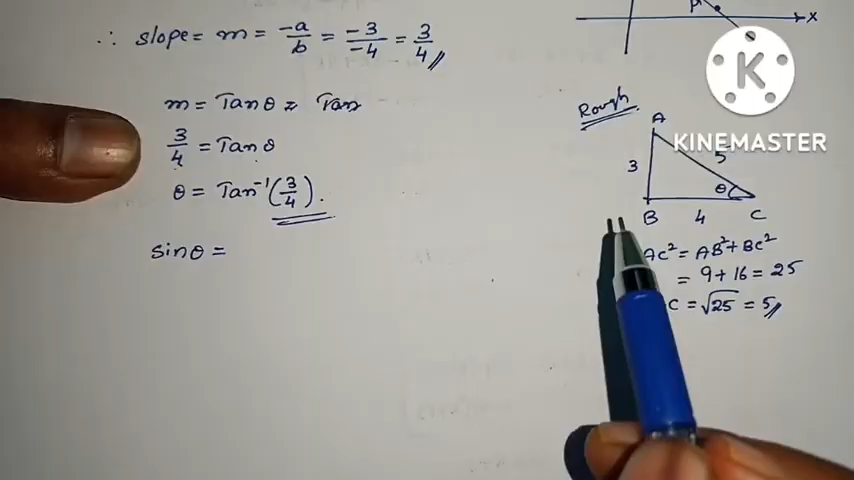 ∴ slope = m = -a/b = -3/-4 = 3/4
m = Tanθ = Tan
3/4 = Tanθ
θ = Tan⁻¹(3/4).
sinθ =
P
X
K
KINEMASTER
Rough
A
3
5
θ
B
4
C
AC² = AB² + BC²
= 9 + 16 = 25
C = √25 = 5